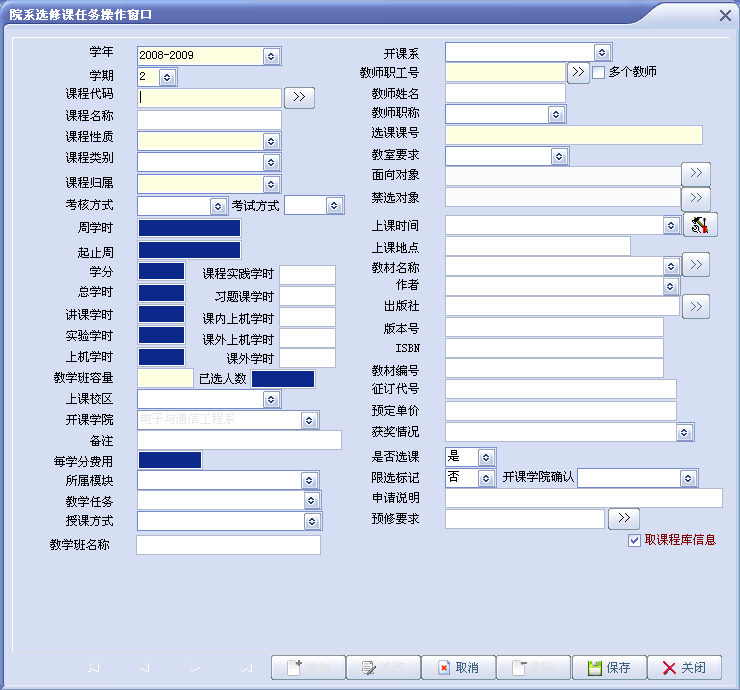 院系选修课任务操作窗口
学年 2008-2009
学期 2
课程代码 >>
课程名称
课程性质
课程类别
课程归属
考核方式 考试方式
周学时
起止周
学分 课程实践学时
总学时 习题课学时
讲课学时 课内上机学时
实验学时 课外上机学时
上机学时 课外学时
教学班容量 已选人数
上课校区
开课学院 电子与通信工程系
备注
每学分费用
所属模块
教学任务
授课方式
教学班名称
开课系
教师职工号 >> 多个教师
教师姓名
教师职称
选课课号
教室要求
面向对象 >>
禁选对象 >>
上课时间
上课地点
教材名称 >>
作者
出版社 >>
版本号
ISBN
教材编号
征订代号
预定单价
获奖情况
是否选课 是
限选标记 否 开课学院确认
申请说明
预修要求 >>
取课程库信息
增加 修改 取消 删除 保存 关闭